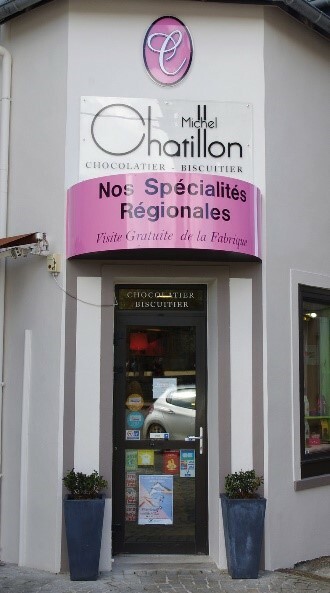 C
Michel
Chatillon
CHOCOLATIER - BISCUITIER
Nos Spécialités
Régionales
Visite Gratuite de la Fabrique
CHOCOLATIER
BISCUITIER